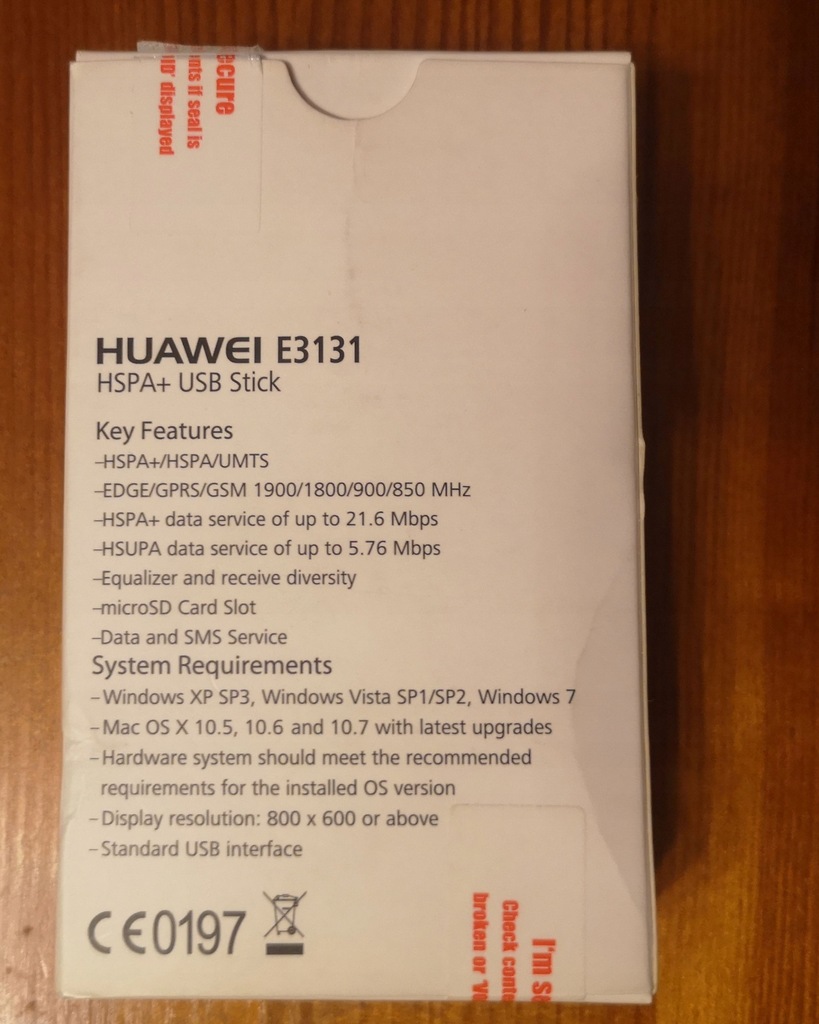 ecure
nts if seal is
ID' displayed
HUAWEI E3131
HSPA+ USB Stick
Key Features
–HSPA+/HSPA/UMTS
–EDGE/GPRS/GSM 1900/1800/900/850 MHz
–HSPA+ data service of up to 21.6 Mbps
–HSUPA data service of up to 5.76 Mbps
–Equalizer and receive diversity
–microSD Card Slot
–Data and SMS Service
System Requirements
–Windows XP SP3, Windows Vista SP1/SP2, Windows 7
–Mac OS X 10.5, 10.6 and 10.7 with latest upgrades
–Hardware system should meet the recommended
requirements for the installed OS version
–Display resolution: 800 x 600 or above
–Standard USB interface
CE0197
I'm s
Check conte
broken or 'V